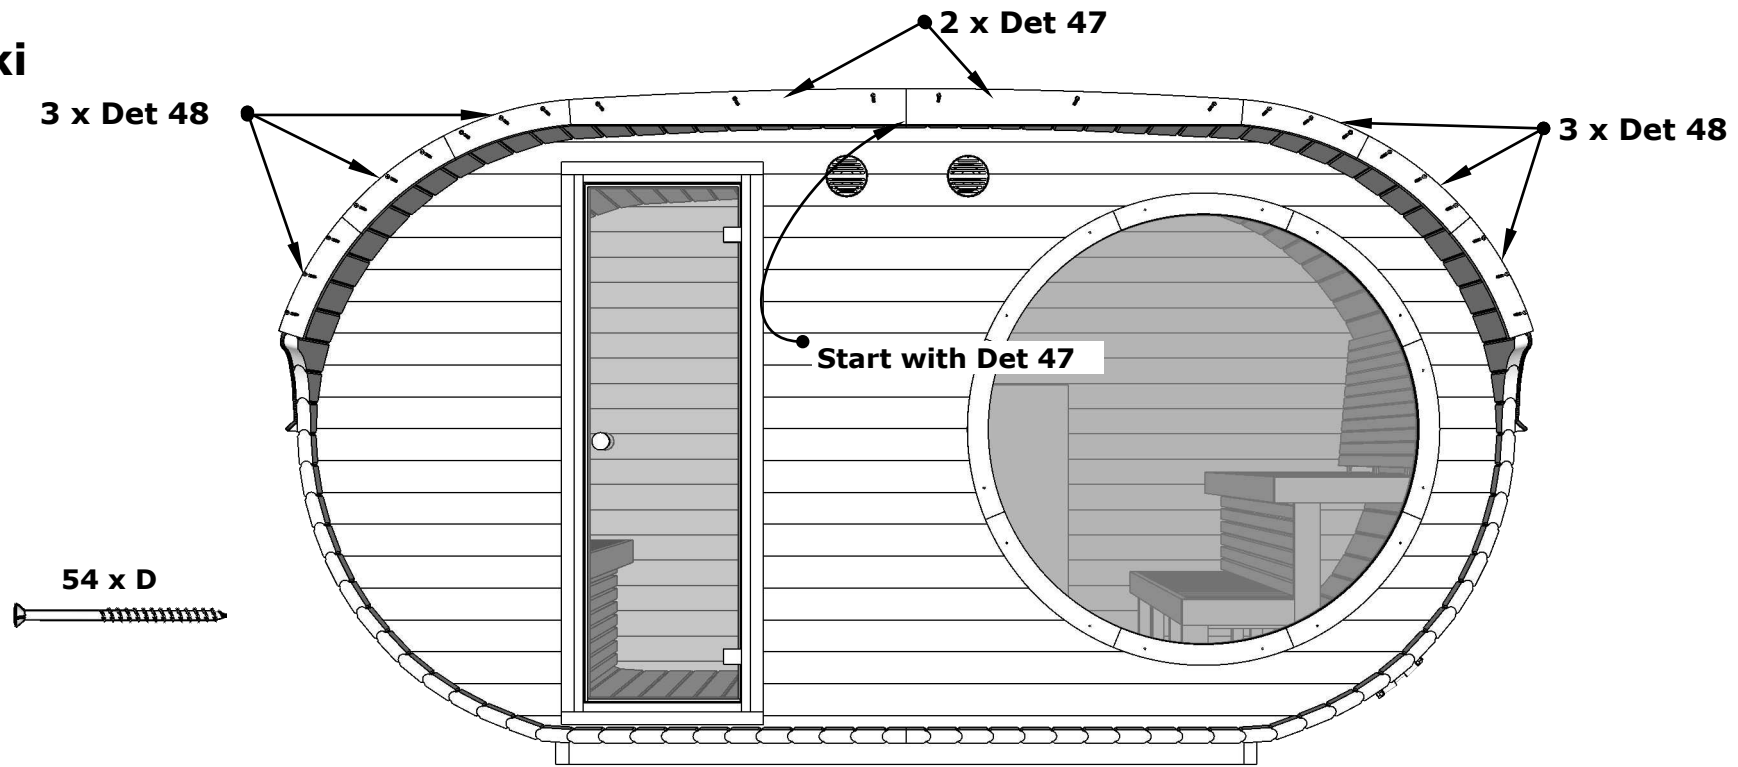 ki
2 x Det 47
3 x Det 48
3 x Det 48
Start with Det 47
54 x D